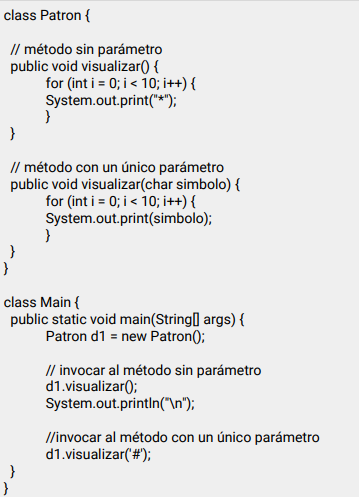 class Patron {
// método sin parámetro
public void visualizar() {
for (int i = 0; i < 10; i++) {
System.out.print("*");
}
}
// método con un único parámetro
public void visualizar(char simbolo) {
for (int i = 0; i < 10; i++) {
System.out.print(simbolo);
}
}
}
class Main {
public static void main(String[] args) {
Patron d1 = new Patron();
// invocar al método sin parámetro
d1.visualizar();
System.out.println("\n");
//invocar al método con un único parámetro
d1.visualizar('#');
}
}